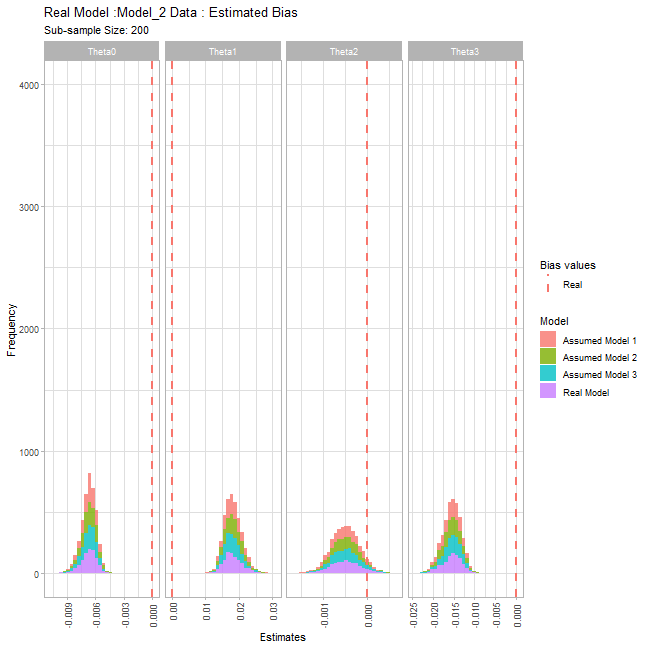 Real Model :Model_2 Data : Estimated Bias
Sub-sample Size: 200
Theta0 Theta1 Theta2 Theta3
4000
3000
2000
1000
0
Frequency
-0.009 -0.006 -0.003 0.000 0.00 0.01 0.02 0.03 -0.001 0.000 -0.025 -0.020 -0.015 -0.010 -0.005 0.000
Estimates
Bias values
Real
Model
Assumed Model 1
Assumed Model 2
Assumed Model 3
Real Model